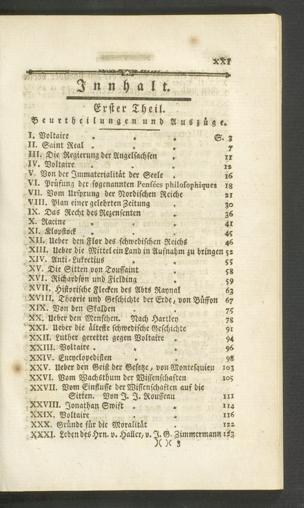 XXI
Innhalt.
Erster Theil.
Beurtheilungen und Auszüge.
I. Voltaire S. 3
II. Saint Real 7
III. Die Regierung der Angelsachsen 11
IV. Voltaire 12
V. Von der Immaterialität der Seele 16
VI. Prüfung der sogenannten Pensées philosophiques 18
VII. Vom Ursprung der Nordischen Reiche 21
VIII. Plan einer gelehrten Zeitung 30
IX. Das Recht des Rezensenten 36
X. Racine 41
XI. Klopstock 45
XII. Ueber den Flor des schwedischen Reichs 46
XIII. Ueber die Mittel ein Land in Aufnahm zu bringen 52
XIV. Anti-Lukretius 55
XV. Die Sitten von Toussaint 58
XVI. Richardson und Fielding 59
XVII. Historische Flecken des Abts Raynal 63
XVIII. Theorie und Geschichte der Erde, von Büffon 67
XIX. Von den Skalden 75
XX. Ueber den Menschen. Nach Hartley 78
XXI. Ueber die älteste schwedische Geschichte 91
XXII. Luther gerettet gegen Voltaire 94
XXIII. Voltaire 96
XXIV. Encyclopedisten 98
XXV. Ueber den Geist der Gesetze, von Montesquieu 103
XXVI. Vom Wachsthum der Wissenschaften 105
XXVII. Vom Einflusse der Wissenschaften auf die
Sitten. Von J. J. Rousseau 111
XXVIII. Jonathan Swift 114
XXIX. Voltaire 116
XXX. Gründe für die Moralität 122
XXXI. Leben des Hrn. v. Haller, v. J. G. Zimmermann 123
)( )( 3